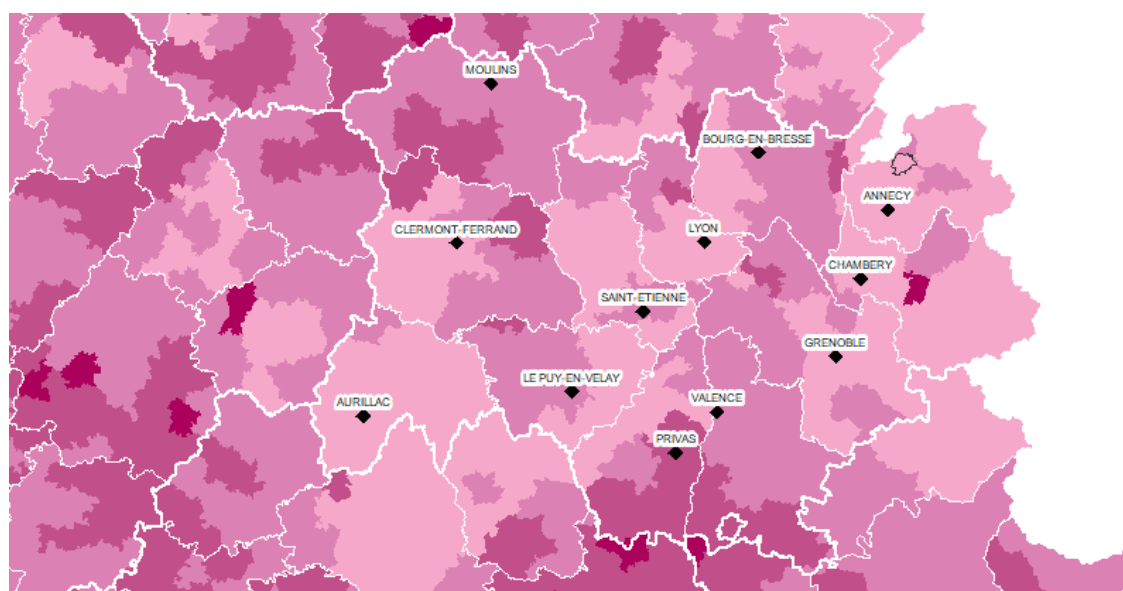 MOULINS
BOURG-EN-BRESSE
ANNECY
CLERMONT-FERRAND
LYON
CHAMBERY
SAINT-ETIENNE
GRENOBLE
LE PUY-EN-VELAY
AURILLAC
VALENCE
PRIVAS